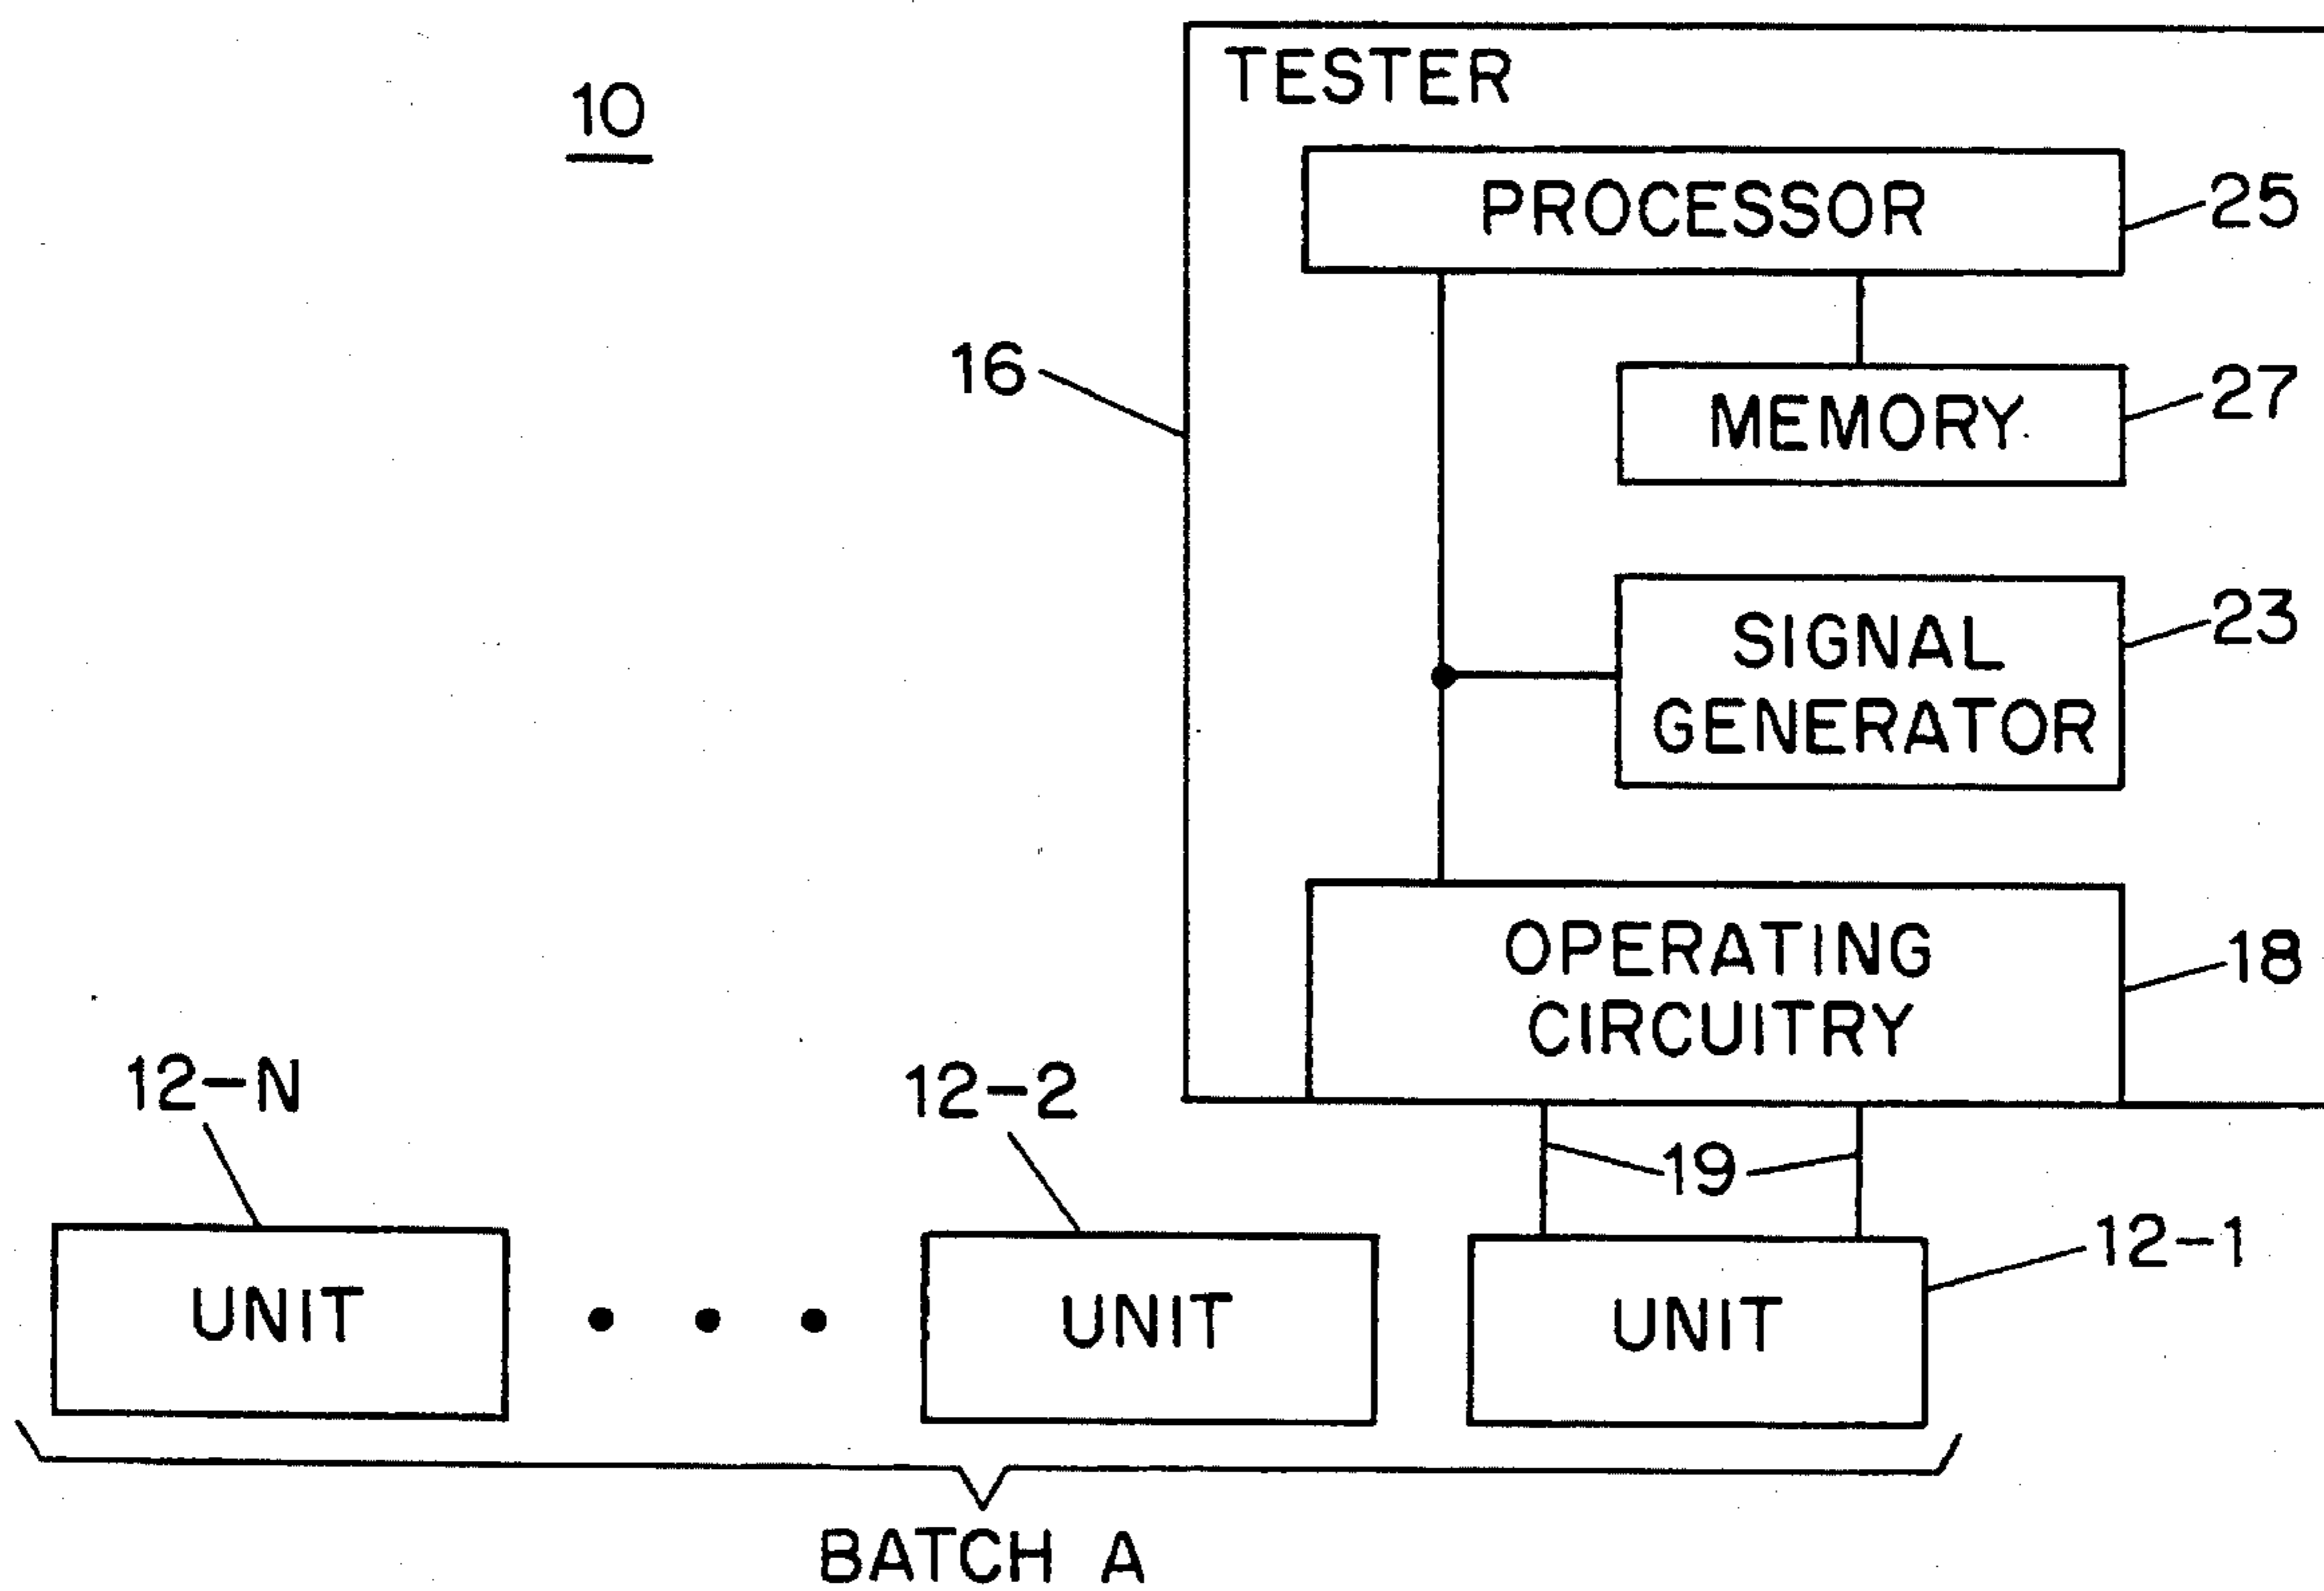 10
TESTER
PROCESSOR
25
16
MEMORY
27
SIGNAL
GENERATOR
23
OPERATING
CIRCUITRY
18
12-N
12-2
19
12-1
UNIT
UNIT
UNIT
BATCH A